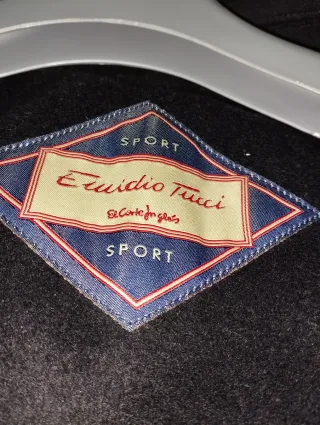 SPORT
Emidio Tucci
El Corte Inglés
SPORT